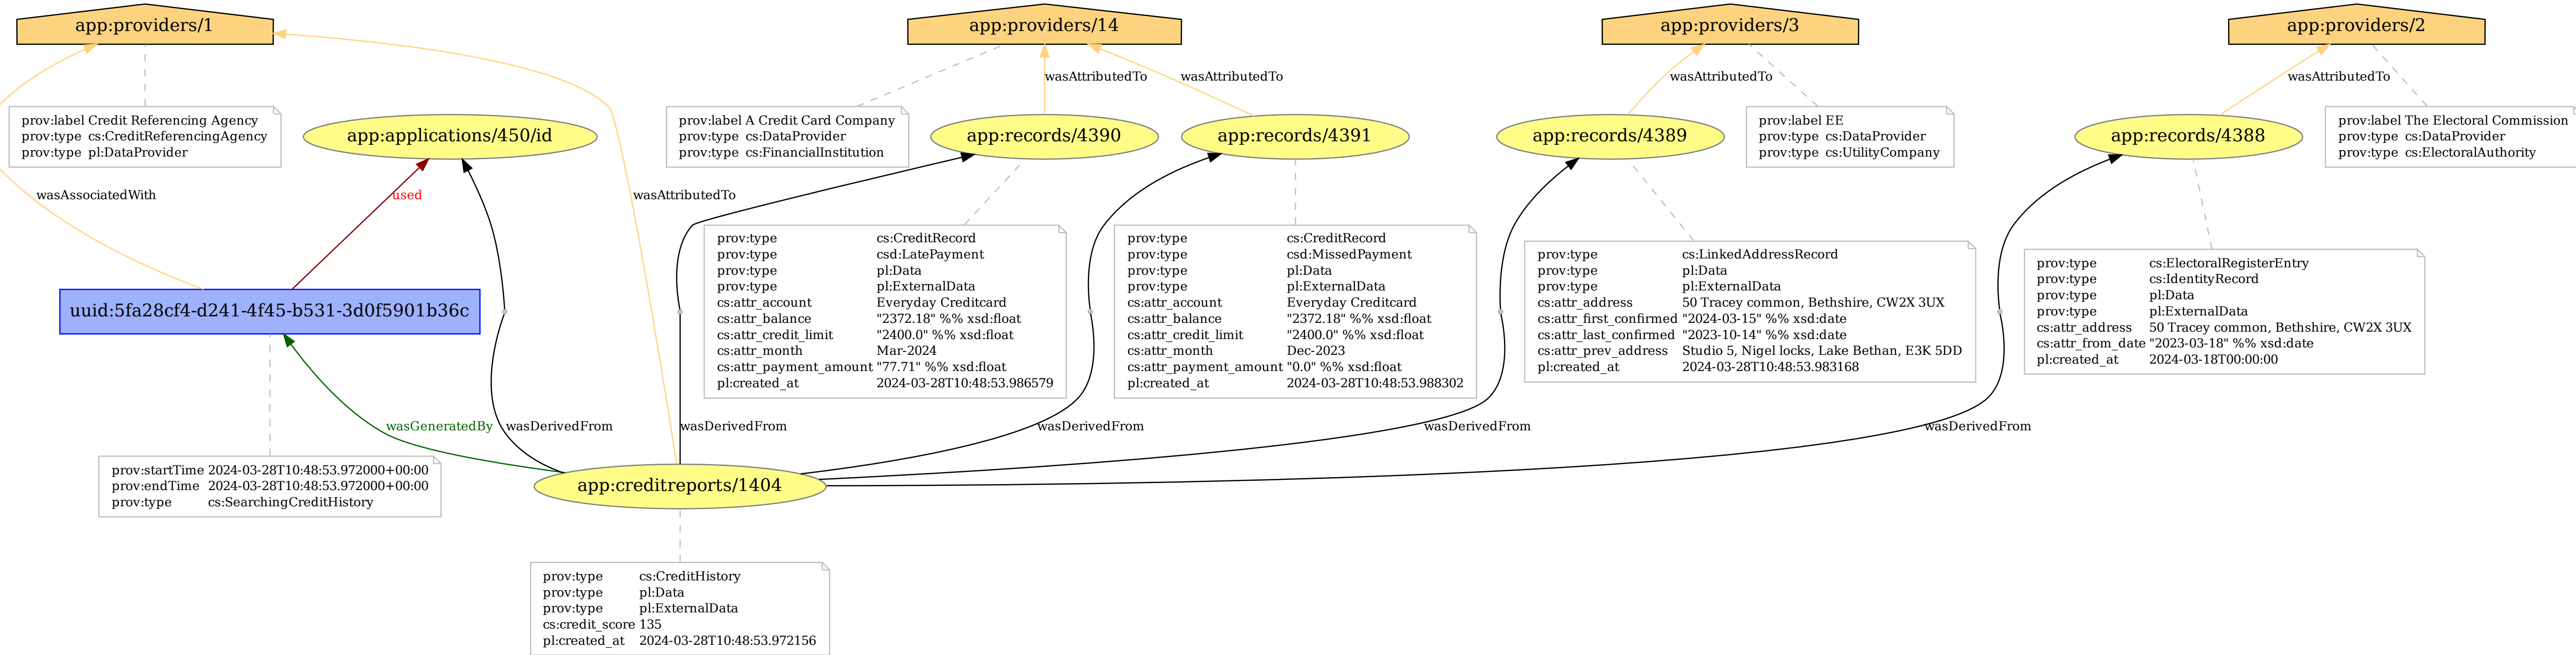 app:providers/1
app:providers/14
app:providers/3
app:providers/2
wasAttributedTo
wasAttributedTo
wasAttributedTo
wasAttributedTo
prov:label Credit Referencing Agency
prov:type cs:CreditReferencingAgency
prov:type pl:DataProvider
app:applications/450/id
prov:label A Credit Card Company
prov:type cs:DataProvider
prov:type cs:FinancialInstitution
app:records/4390
app:records/4391
app:records/4389
prov:label EE
prov:type cs:DataProvider
prov:type cs:UtilityCompany
app:records/4388
prov:label The Electoral Commission
prov:type cs:DataProvider
prov:type cs:ElectoralAuthority
wasAssociatedWith
used
wasAttributedTo
uuid:5fa28cf4-d241-4f45-b531-3d0f5901b36c
prov:type cs:CreditRecord
prov:type csd:LatePayment
prov:type pl:Data
prov:type pl:ExternalData
cs:attr_account Everyday Creditcard
cs:attr_balance "2372.18" %% xsd:float
cs:attr_credit_limit "2400.0" %% xsd:float
cs:attr_month Mar-2024
cs:attr_payment_amount "77.71" %% xsd:float
pl:created_at 2024-03-28T10:48:53.986579
prov:type cs:CreditRecord
prov:type csd:MissedPayment
prov:type pl:Data
prov:type pl:ExternalData
cs:attr_account Everyday Creditcard
cs:attr_balance "2372.18" %% xsd:float
cs:attr_credit_limit "2400.0" %% xsd:float
cs:attr_month Dec-2023
cs:attr_payment_amount "0.0" %% xsd:float
pl:created_at 2024-03-28T10:48:53.988302
prov:type cs:LinkedAddressRecord
prov:type pl:Data
prov:type pl:ExternalData
cs:attr_address 50 Tracey common, Bethshire, CW2X 3UX
cs:attr_first_confirmed "2024-03-15" %% xsd:date
cs:attr_last_confirmed "2023-10-14" %% xsd:date
cs:attr_prev_address Studio 5, Nigel locks, Lake Bethan, E3K 5DD
pl:created_at 2024-03-28T10:48:53.983168
prov:type cs:ElectoralRegisterEntry
prov:type cs:IdentityRecord
prov:type pl:Data
prov:type pl:ExternalData
cs:attr_address 50 Tracey common, Bethshire, CW2X 3UX
cs:attr_from_date "2023-03-18" %% xsd:date
pl:created_at 2024-03-18T00:00:00
wasGeneratedBy
wasDerivedFrom
wasDerivedFrom
wasDerivedFrom
wasDerivedFrom
wasDerivedFrom
prov:startTime 2024-03-28T10:48:53.972000+00:00
prov:endTime 2024-03-28T10:48:53.972000+00:00
prov:type cs:SearchingCreditHistory
app:creditreports/1404
prov:type cs:CreditHistory
prov:type pl:Data
prov:type pl:ExternalData
cs:credit_score 135
pl:created_at 2024-03-28T10:48:53.972156